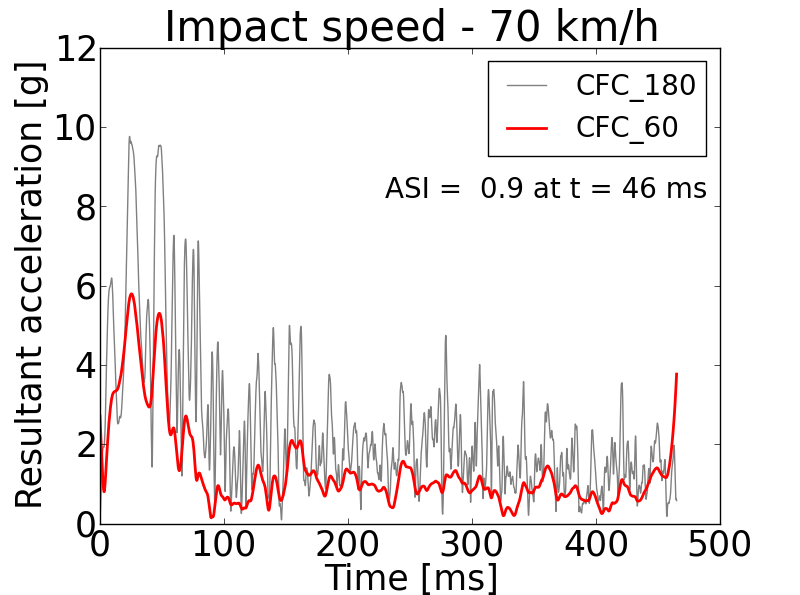 Impact speed - 70 km/h
Resultant acceleration [g]
12
10
8
6
4
2
0
CFC_180
CFC_60
ASI =  0.9 at t = 46 ms
0 100 200 300 400 500
Time [ms]